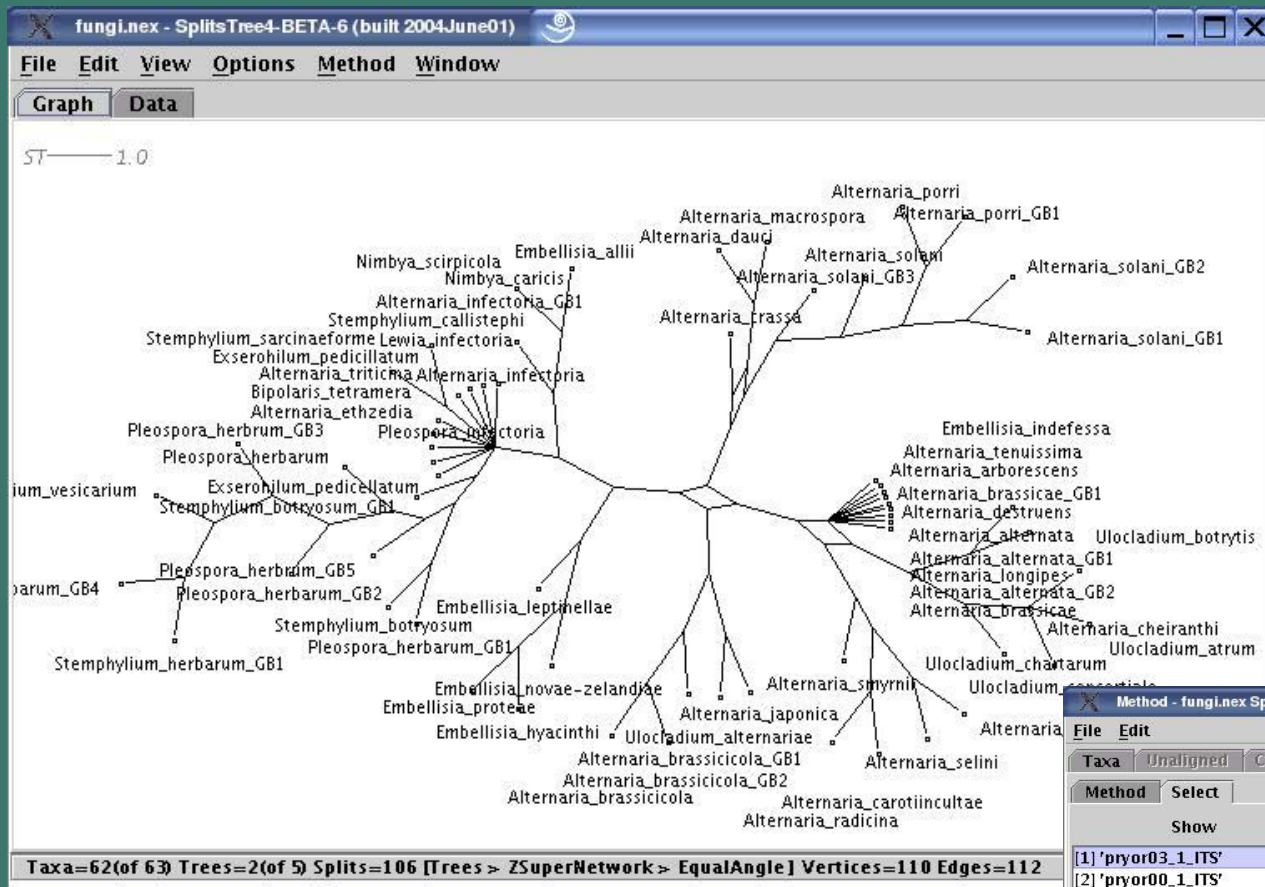 fungi.nex - SplitsTree4-BETA-6 (built 2004June01)
File Edit View Options Method Window
Graph Data
ST 1.0
Alternaria_porri
Alternaria_macrospora
Alternaria_porri_GB1
Alternaria_dauci
Nimbya_scirpicola
Embellisia_allii
Alternaria_solani
Alternaria_solani_GB2
Nimbya_caricis
Alternaria_solani_GB3
Alternaria_infectoria_GB1
Stemphylium_callistephi
Alternaria_crassa
Stemphylium_sarcinaeforme
Lewia_infectoria
Alternaria_solani_GB1
Exserohilum_pedicillatum
Alternaria_triticina
Alternaria_infectoria
Bipolaris_tetramera
Alternaria_ethzedia
Pleospora_herbrum_GB3
Pleospora_infectoria
Embellisia_indefessa
Pleospora_herbarum
Alternaria_tenuissima
Alternaria_arborescens
ium_vesicarium
Exserohilum_pedicellatum
Alternaria_brassicae_GB1
Stemphylium_botryosum_GB1
Alternaria_destruens
Alternaria_alternata
Ulocladium_botrytis
Alternaria_alternata_GB1
Pleospora_herbrum_GB5
Alternaria_longipes
barum_GB4
Pleospora_herbarum_GB2
Alternaria_alternata_GB2
Embellisia_leptinellae
Alternaria_brassicae
Stemphylium_botryosum
Alternaria_cheiranthi
Pleospora_herbarum_GB1
Ulocladium_atrum
Stemphylium_herbarum_GB1
Ulocladium_chartarum
Embellisia_novae-zelandiae
Alternaria_smyrnii
Ulocladium_consortiale
Embellisia_proteae
Alternaria_japonica
Embellisia_hyacinthi
Ulocladium_alternariae
Alternaria_
Alternaria_brassicicola_GB1
Alternaria_selini
Alternaria_brassicicola_GB2
Alternaria_brassicicola
Alternaria_carotiincultae
Alternaria_radicina
Taxa=62(of 63) Trees=2(of 5) Splits=106 [Trees > ZSuperNetwork > EqualAngle] Vertices=110 Edges=112
Method - fungi.nex Sp
File Edit
Taxa Unaligned C
Method Select
Show
[1] 'pryor03_1_ITS'
[2] 'pryor00_1_ITS'